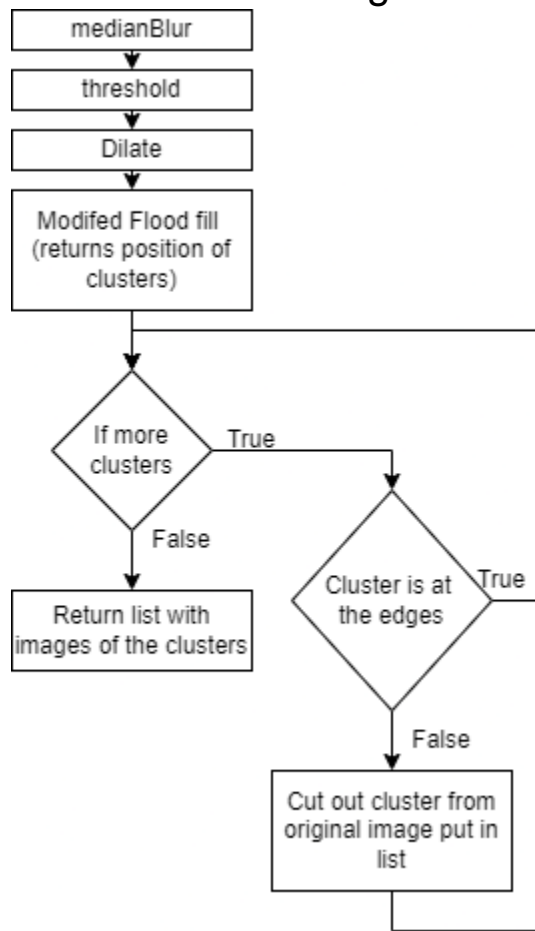 medianBlur
threshold
Dilate
Modifed Flood fill
(returns position of
clusters)
If more
clusters
True
False
Return list with
images of the clusters
Cluster is at
the edges
True
False
Cut out cluster from
original image put in
list